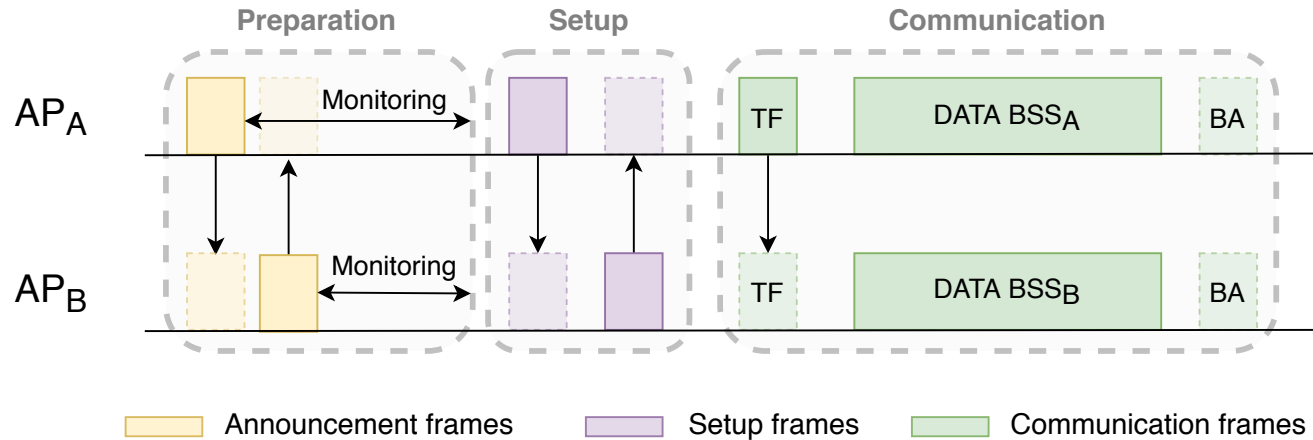 Preparation Setup Communication
AP_A Monitoring TF DATA BSS_A BA
AP_B Monitoring TF DATA BSS_B BA
Announcement frames Setup frames Communication frames